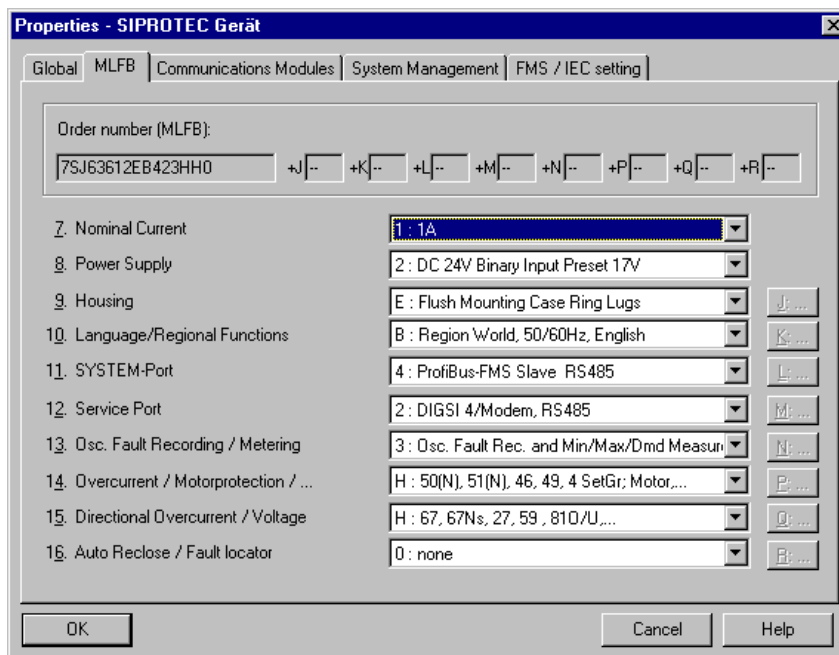 Properties - SIPROTEC Gerät
Global MLFB Communications Modules System Management FMS / IEC setting
Order number (MLFB):
7SJ63612EB423HH0 +J -- +K -- +L -- +M -- +N -- +P -- +Q -- +R --
7. Nominal Current 1 : 1A
8. Power Supply 2 : DC 24V Binary Input Preset 17V
9. Housing E : Flush Mounting Case Ring Lugs J: ...
10. Language/Regional Functions B : Region World, 50/60Hz, English K: ...
11. SYSTEM-Port 4 : ProfiBus-FMS Slave RS485 L: ...
12. Service Port 2 : DIGSI 4/Modem, RS485 M: ...
13. Osc. Fault Recording / Metering 3 : Osc. Fault Rec. and Min/Max/Dmd Measur N: ...
14. Overcurrent / Motorprotection / ... H : 50(N), 51(N), 46, 49, 4 SetGr; Motor,... P: ...
15. Directional Overcurrent / Voltage H : 67, 67Ns, 27, 59 , 81O/U,... Q: ...
16. Auto Reclose / Fault locator 0 : none R: ...
OK Cancel Help